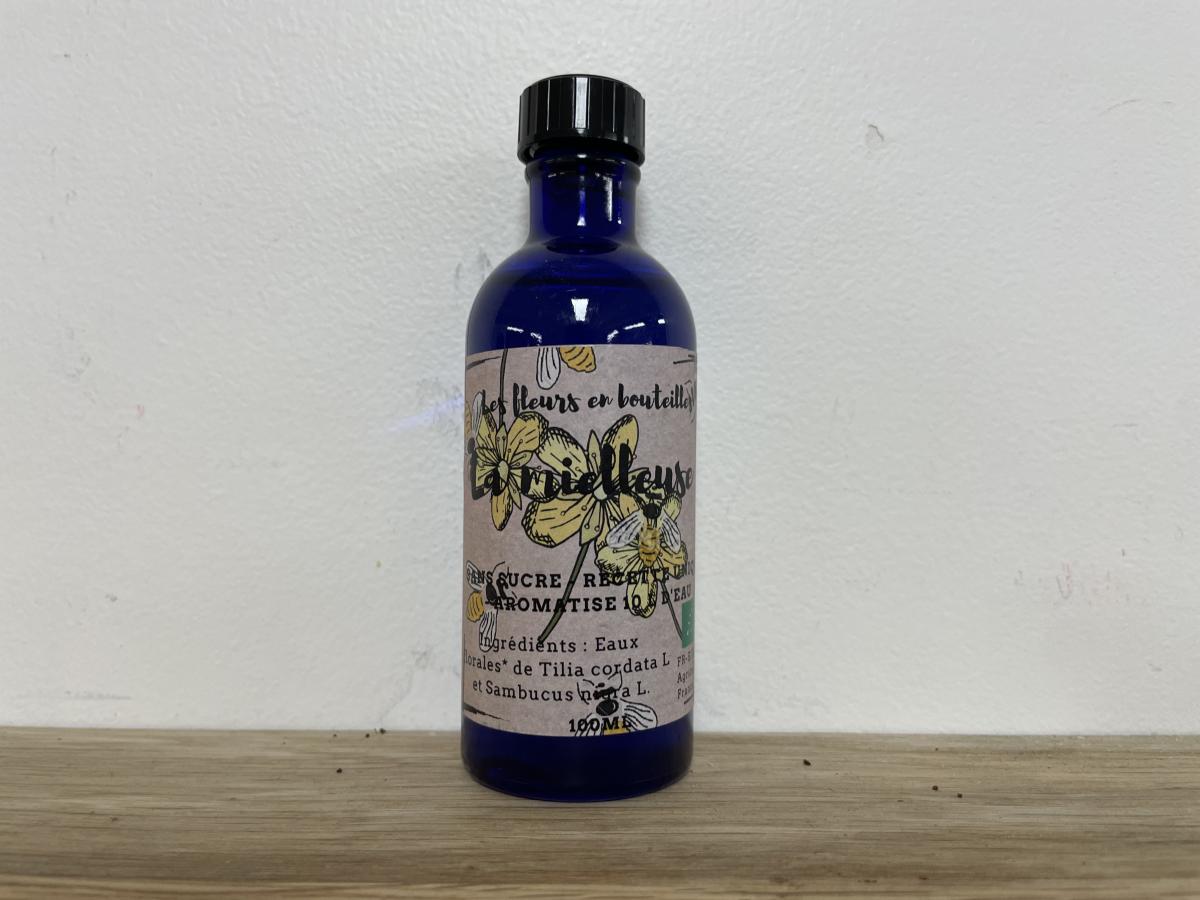 Les fleurs en bouteilles
La mielleuse
SANS SUCRE - RECETTE
AROMATISE 10 D'EAU
Ingrédients : Eaux
florales* de Tilia cordata L
et Sambucus nigra L.
100ML